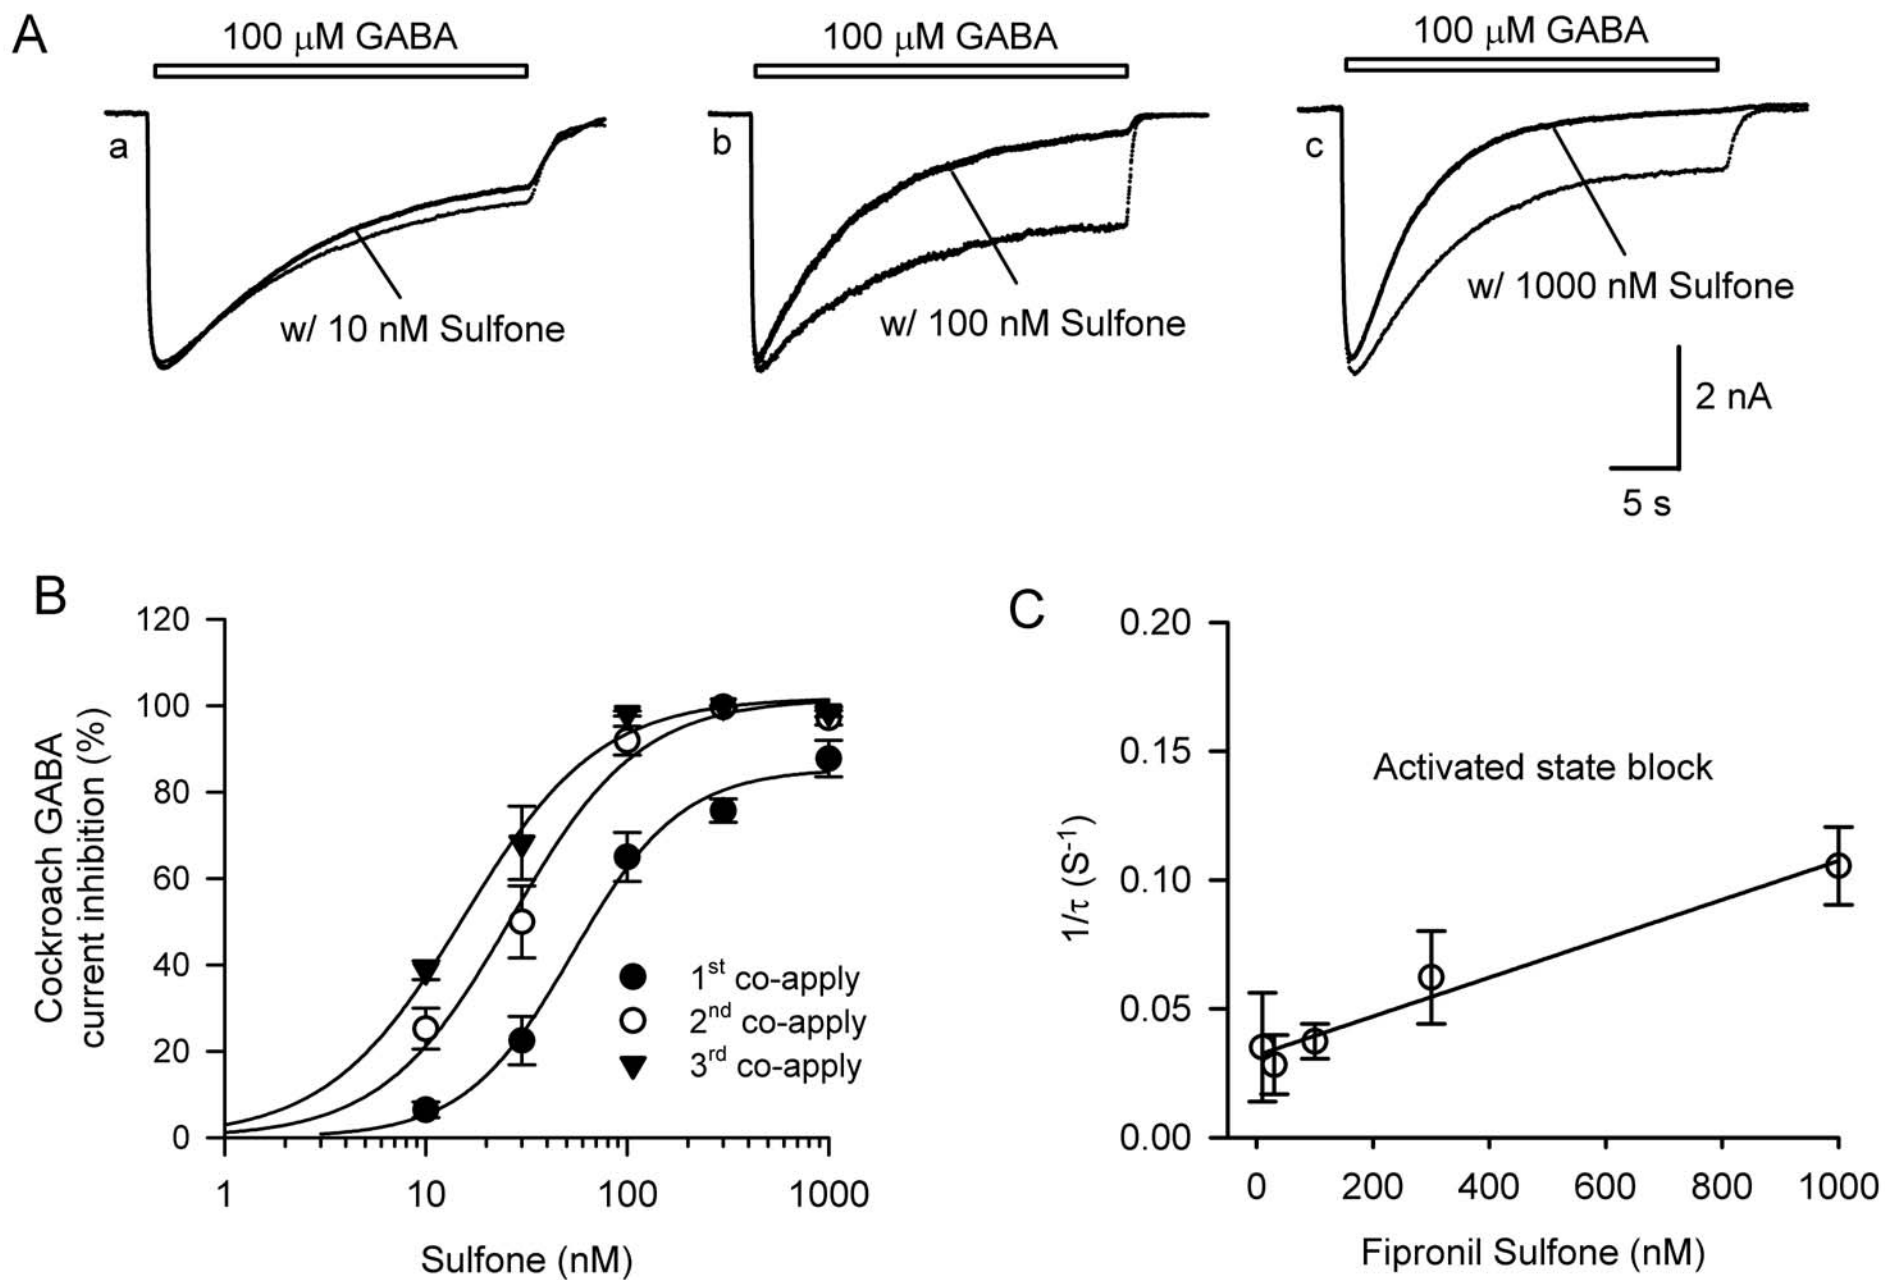 A
100 μM GABA
100 μM GABA
100 μM GABA
a
b
c
w/ 10 nM Sulfone
w/ 100 nM Sulfone
w/ 1000 nM Sulfone
2 nA
5 s
B
Cockroach GABA
current inhibition (%)
120
100
80
60
40
20
0
1st co-apply
2nd co-apply
3rd co-apply
1
10
100
1000
Sulfone (nM)
C
1/τ (S-1)
0.20
0.15
0.10
0.05
0.00
Activated state block
0
200
400
600
800
1000
Fipronil Sulfone (nM)